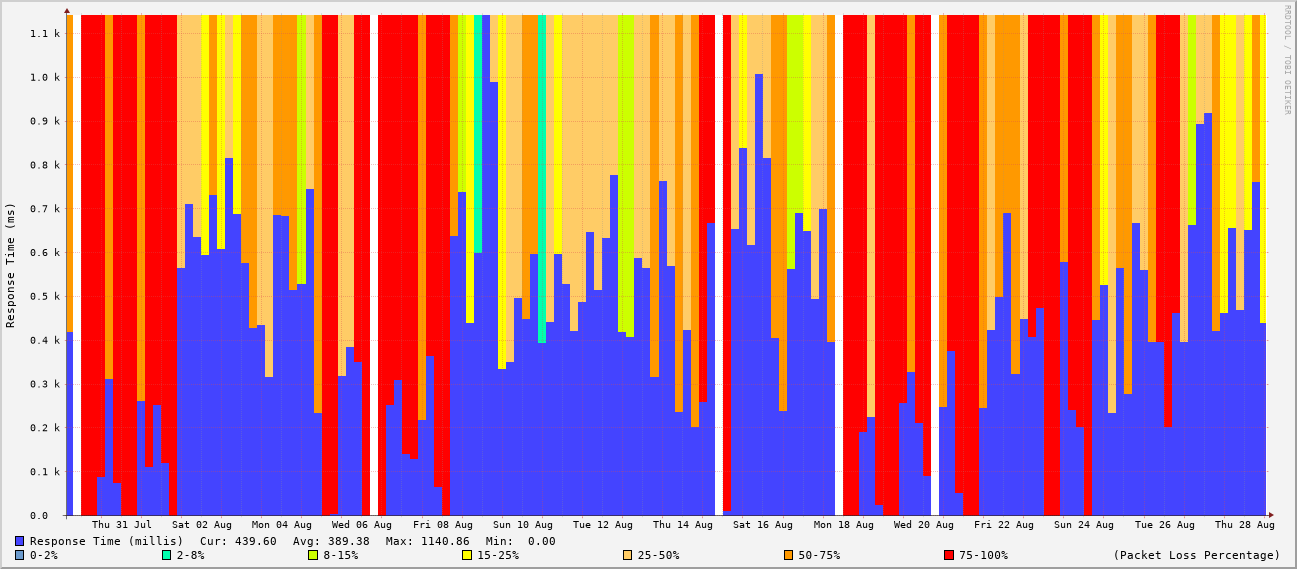 RRDTOOL / TOBI OETIKER
Response Time (ms)
1.1 k
1.0 k
0.9 k
0.8 k
0.7 k
0.6 k
0.5 k
0.4 k
0.3 k
0.2 k
0.1 k
0.0
Thu 31 Jul Sat 02 Aug Mon 04 Aug Wed 06 Aug Fri 08 Aug Sun 10 Aug Tue 12 Aug Thu 14 Aug Sat 16 Aug Mon 18 Aug Wed 20 Aug Fri 22 Aug Sun 24 Aug Tue 26 Aug Thu 28 Aug
Response Time (millis) Cur: 439.60 Avg: 389.38 Max: 1140.86 Min: 0.00
0-2% 2-8% 8-15% 15-25% 25-50% 50-75% 75-100% (Packet Loss Percentage)